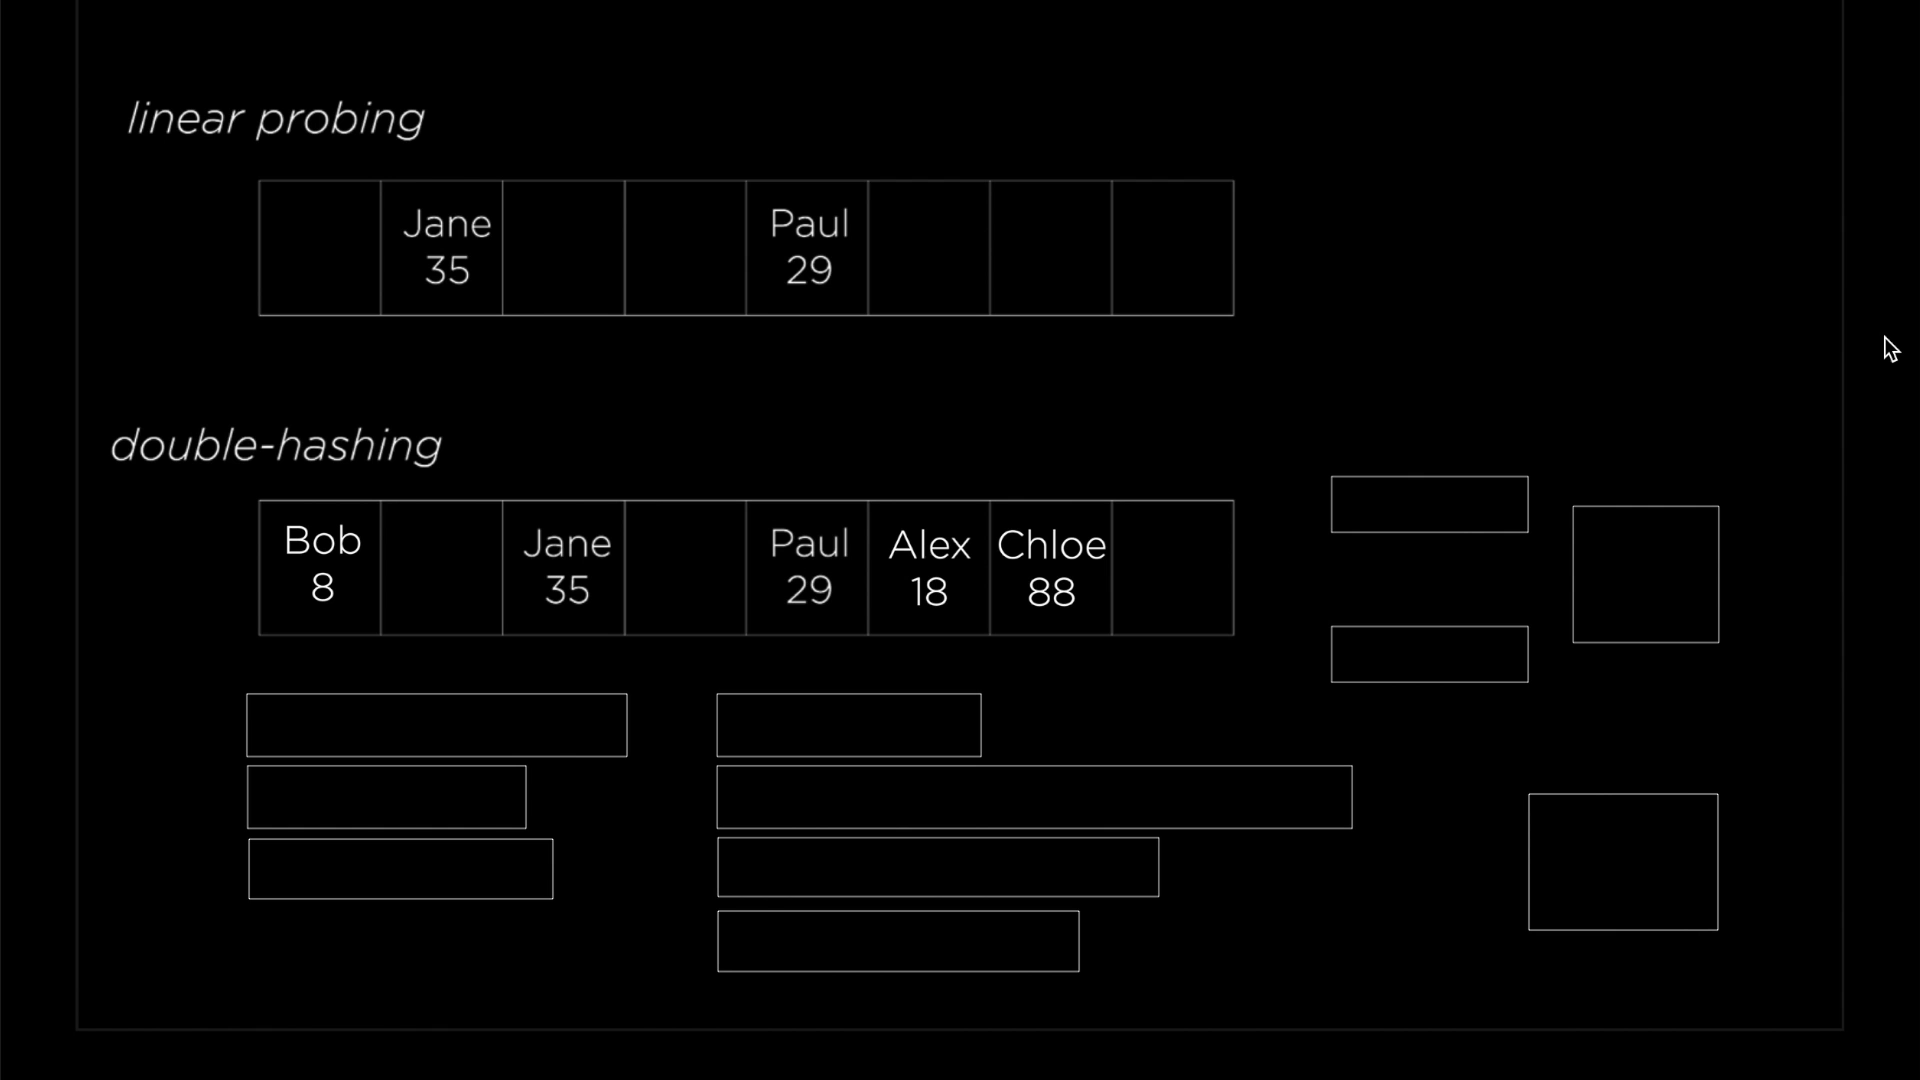 linear probing
Jane Paul
35 29
double-hashing
Bob Jane Paul Alex Chloe
8 35 29 18 88